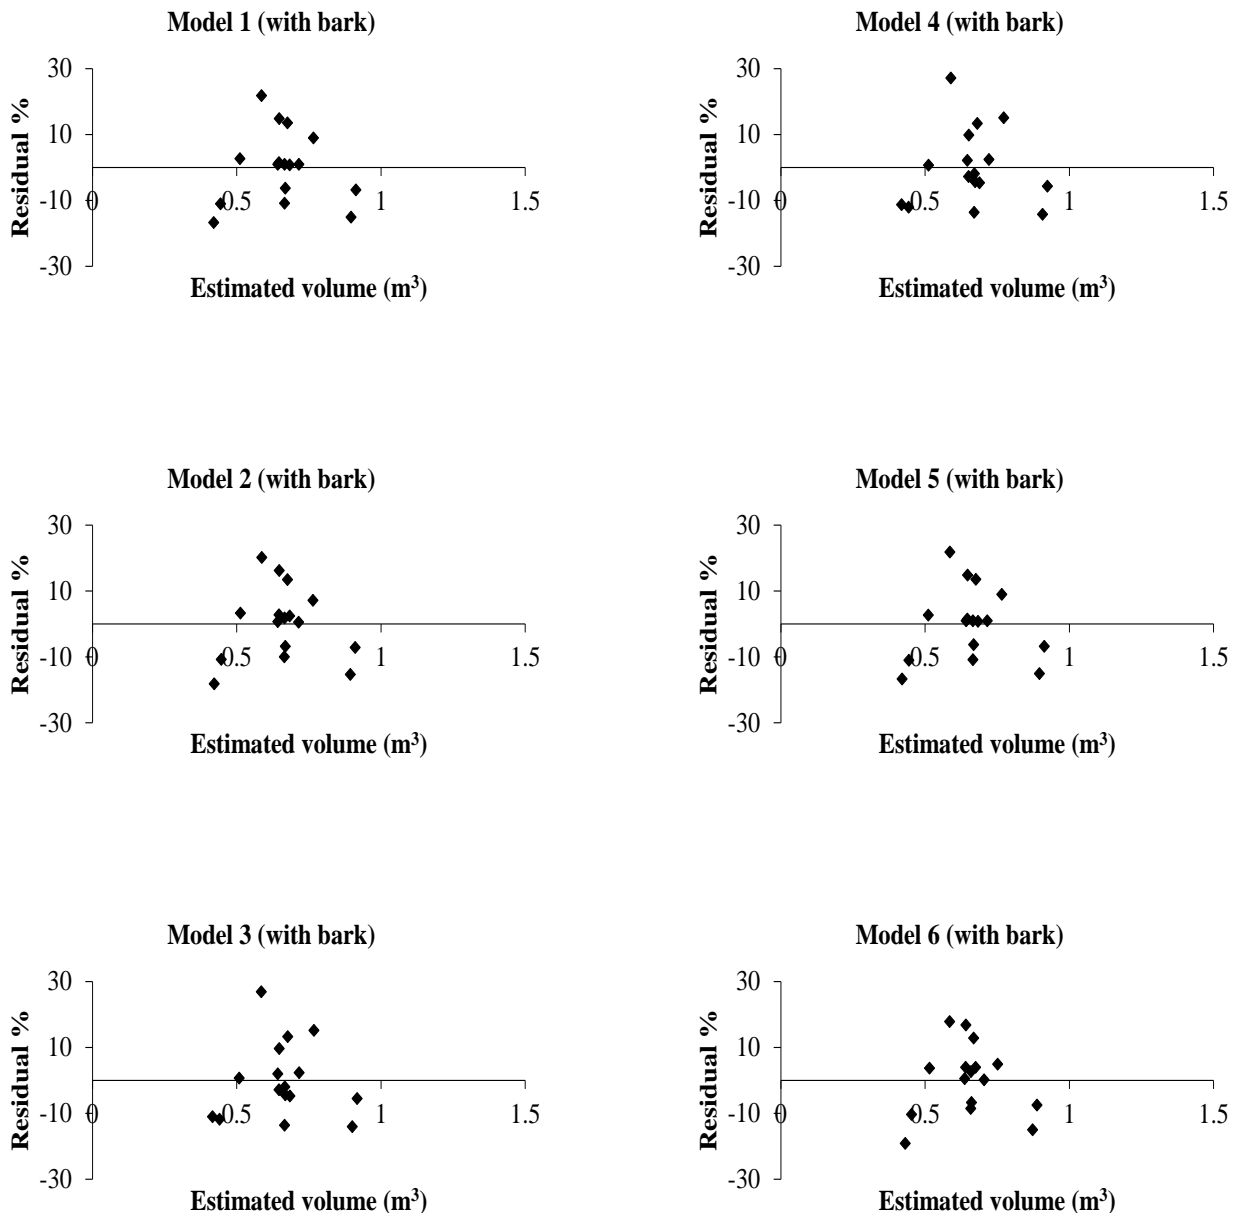 Model 1 (with bark)
30
10
-10
-30
0
0.5
1
1.5
Residual %
Estimated volume (m³)
Model 4 (with bark)
30
10
-10
-30
0
0.5
1
1.5
Residual %
Estimated volume (m³)
Model 2 (with bark)
30
10
-10
-30
0
0.5
1
1.5
Residual %
Estimated volume (m³)
Model 5 (with bark)
30
10
-10
-30
0
0.5
1
1.5
Residual %
Estimated volume (m³)
Model 3 (with bark)
30
10
-10
-30
0
0.5
1
1.5
Residual %
Estimated volume (m³)
Model 6 (with bark)
30
10
-10
-30
0
0.5
1
1.5
Residual %
Estimated volume (m³)